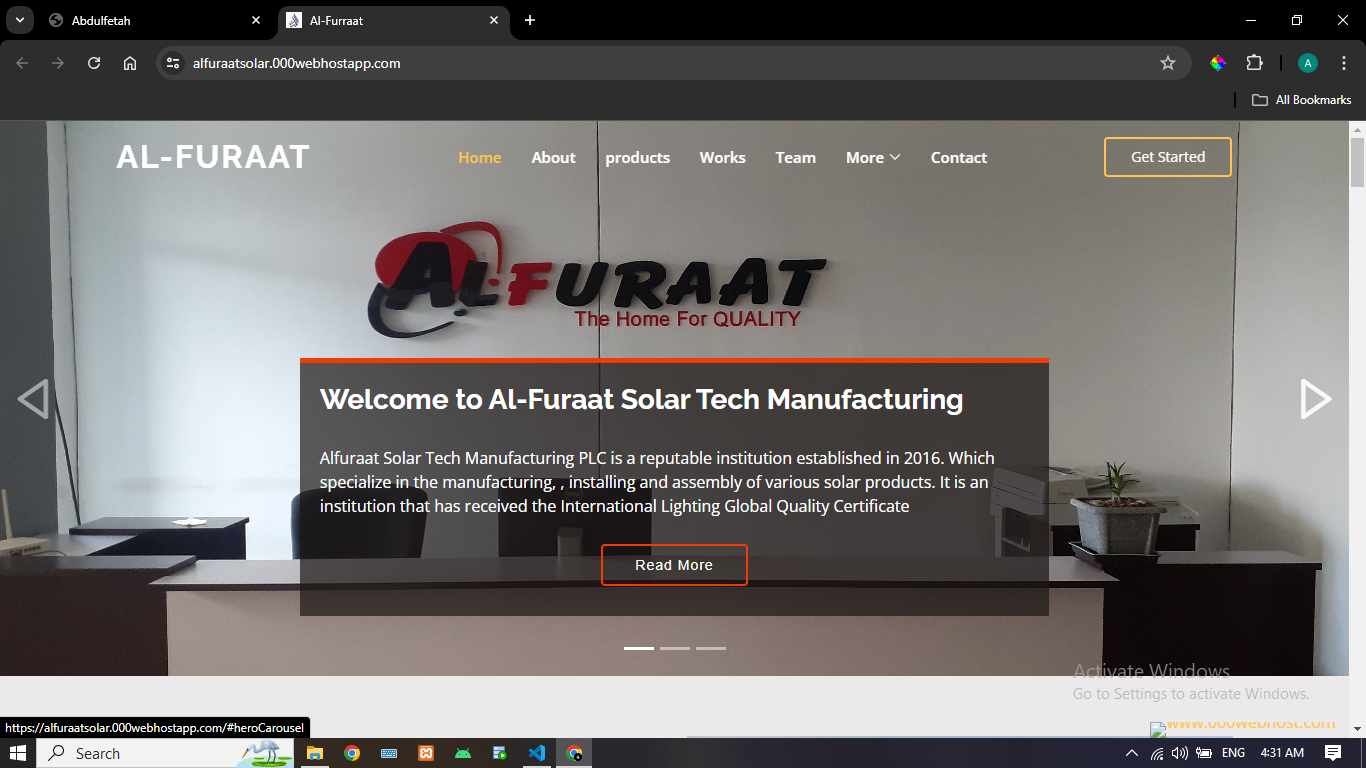 Abdulfetah
Al-Furraat
alfuraatsolar.000webhostapp.com
A
All Bookmarks
AL-FURAAT
Home
About
products
Works
Team
More
Contact
Get Started
AL-FURAAT
The Home For QUALITY
Welcome to Al-Furaat Solar Tech Manufacturing
Alfuraat Solar Tech Manufacturing PLC is a reputable institution established in 2016. Which
specialize in the manufacturing, , installing and assembly of various solar products. It is an
institution that has received the International Lighting Global Quality Certificate
Read More
Activate Windows
Go to Settings to activate Windows.
https://alfuraatsolar.000webhostapp.com/#heroCarousel
www.000webhost.com
Search
ENG
4:31 AM